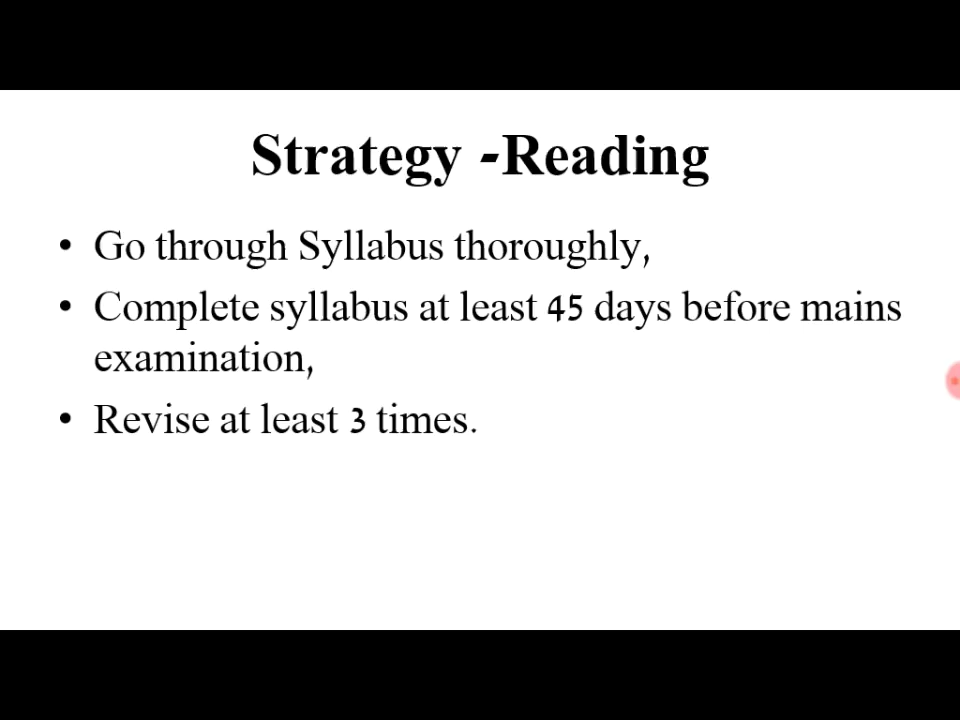 Strategy -Reading
• Go through Syllabus thoroughly,
• Complete syllabus at least 45 days before mains
examination,
• Revise at least 3 times.